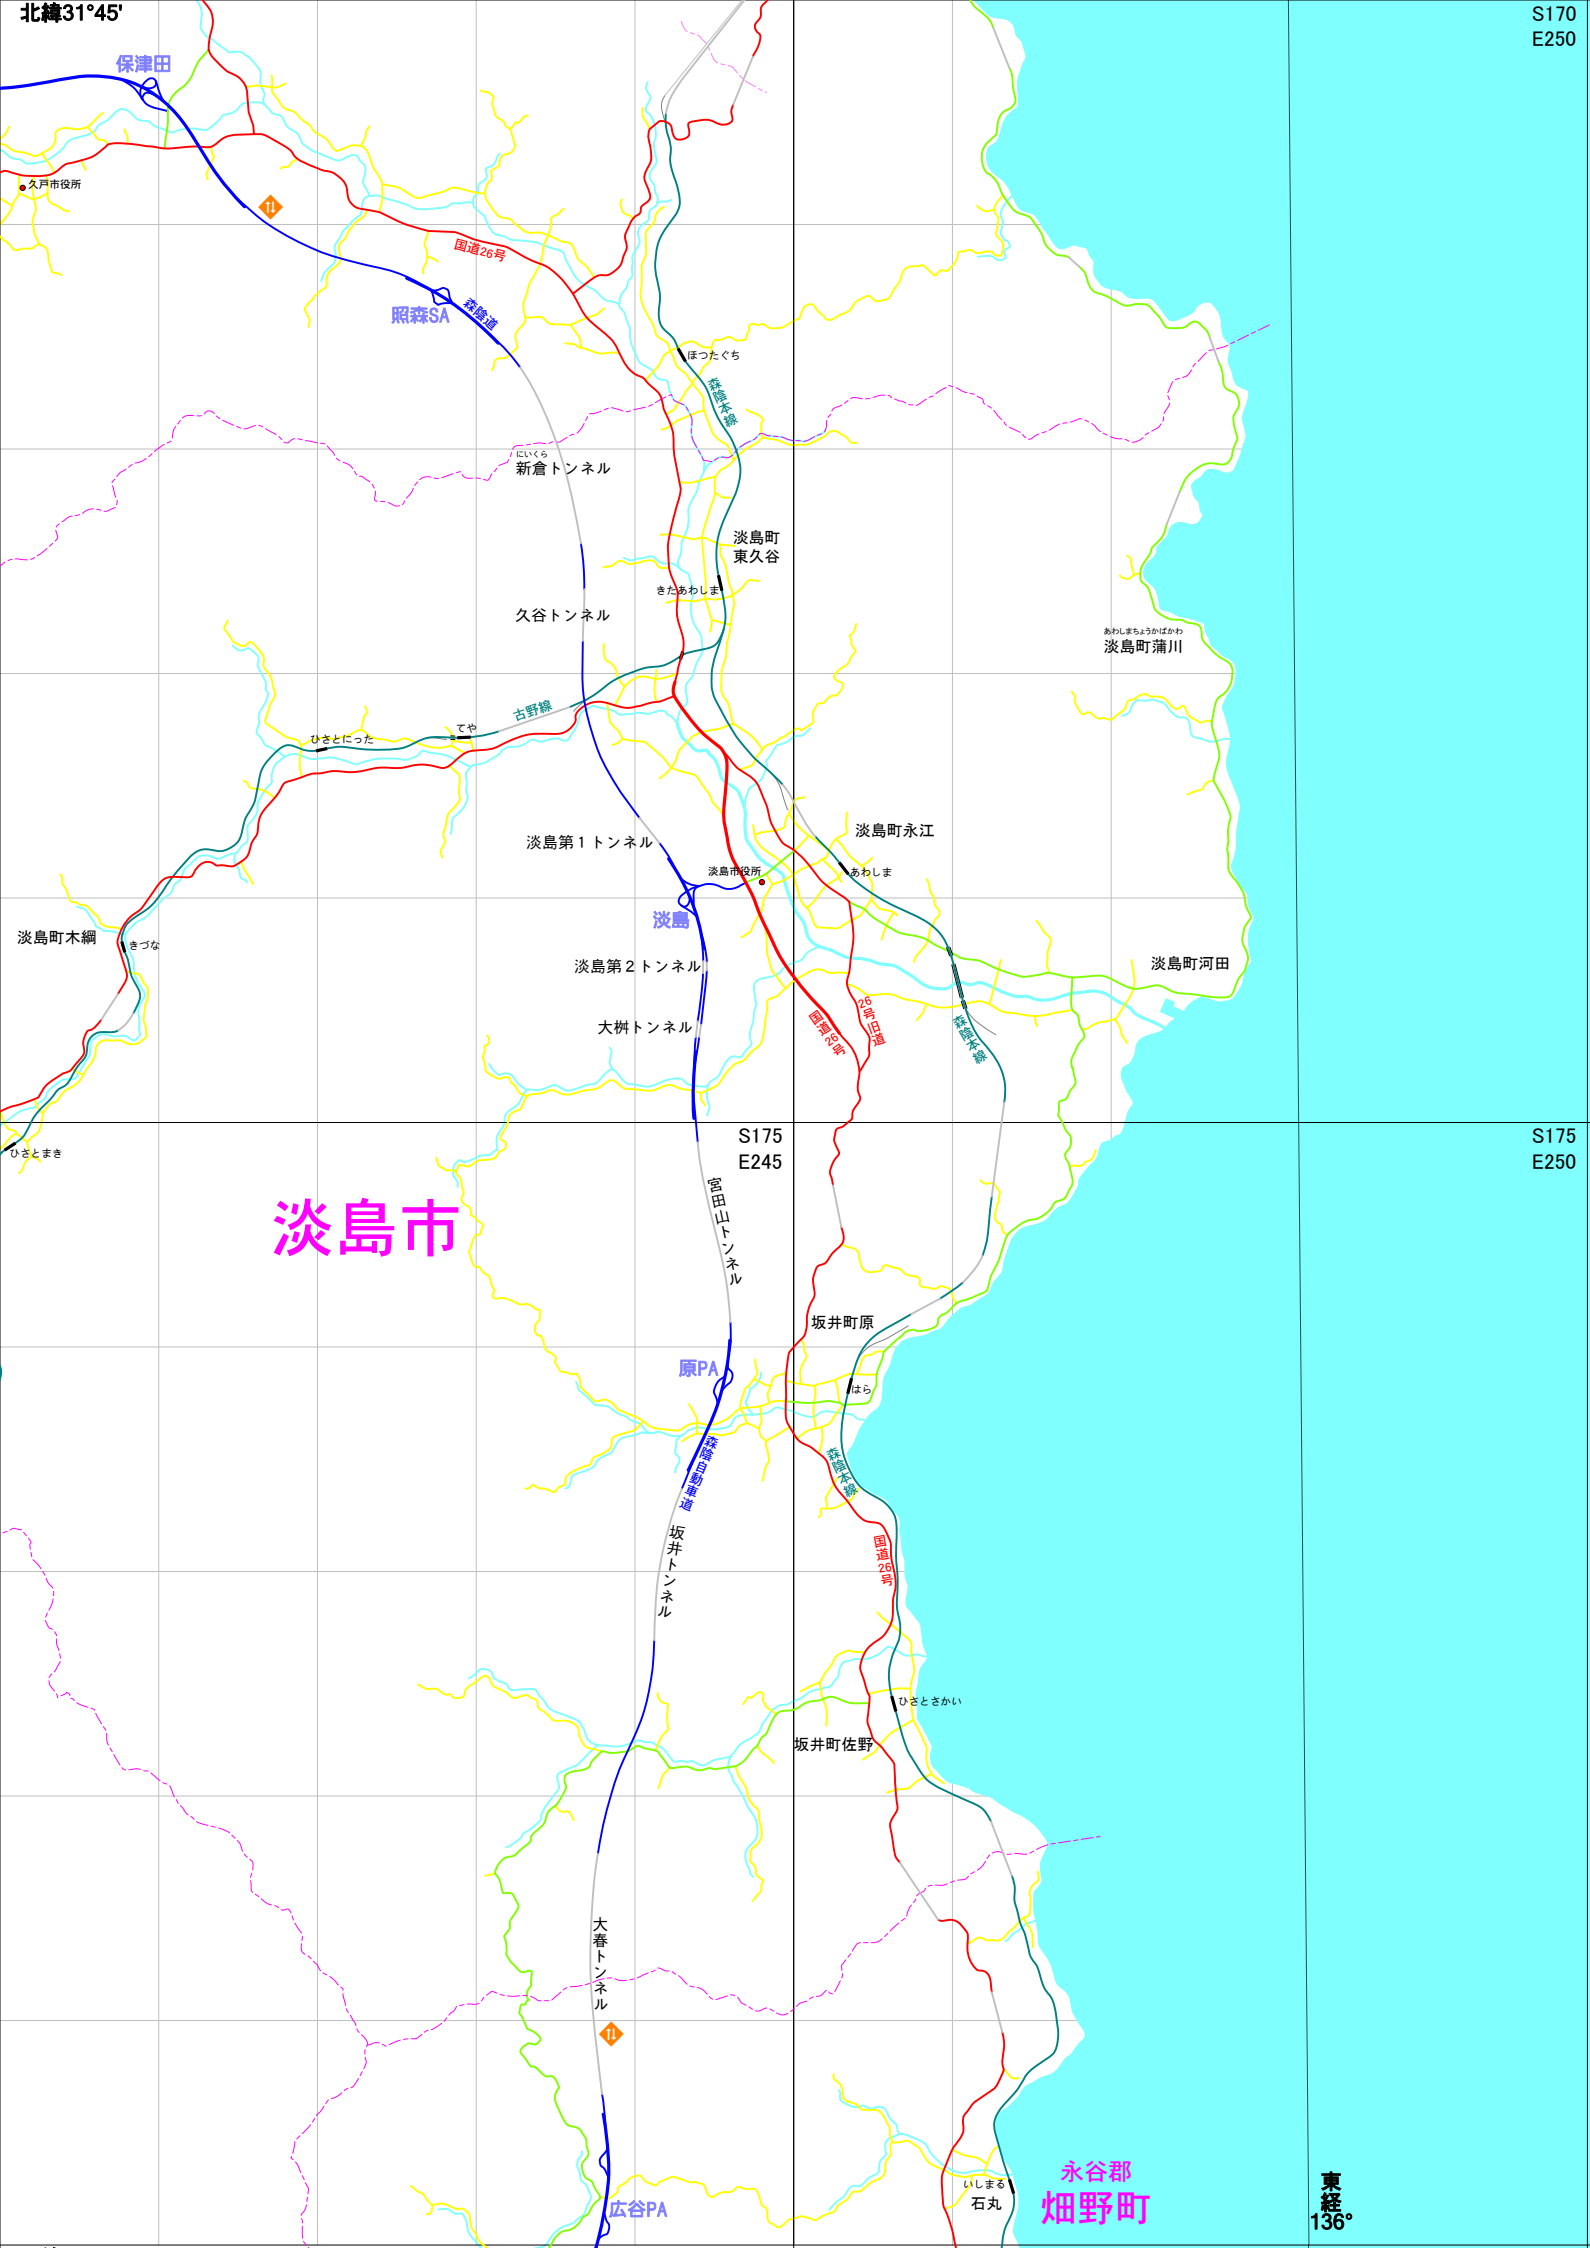 北緯31°45'
S170
E250
保津田
久戸市役所
国道26号
照森SA
森陰道
ほつたぐち
森陰本線
にいくら
新倉トンネル
淡島町
東久谷
きたあわしま
久谷トンネル
あわしまちょうかばかわ
淡島町蒲川
古野線
てや
ひさとにった
淡島第1トンネル
淡島町永江
淡島市役所
あわしま
淡島
淡島町木綱
きづな
淡島第2トンネル
淡島町河田
大桝トンネル
国道26号
26号旧道
森陰本線
S175
E245
S175
E250
ひさとまき
宮田山トンネル
淡島市
坂井町原
原PA
はら
森陰自動車道
森陰本線
坂井トンネル
国道26号
ひさとさかい
坂井町佐野
大春トンネル
永谷郡
畑野町
いしまる
石丸
広谷PA
東経
136°